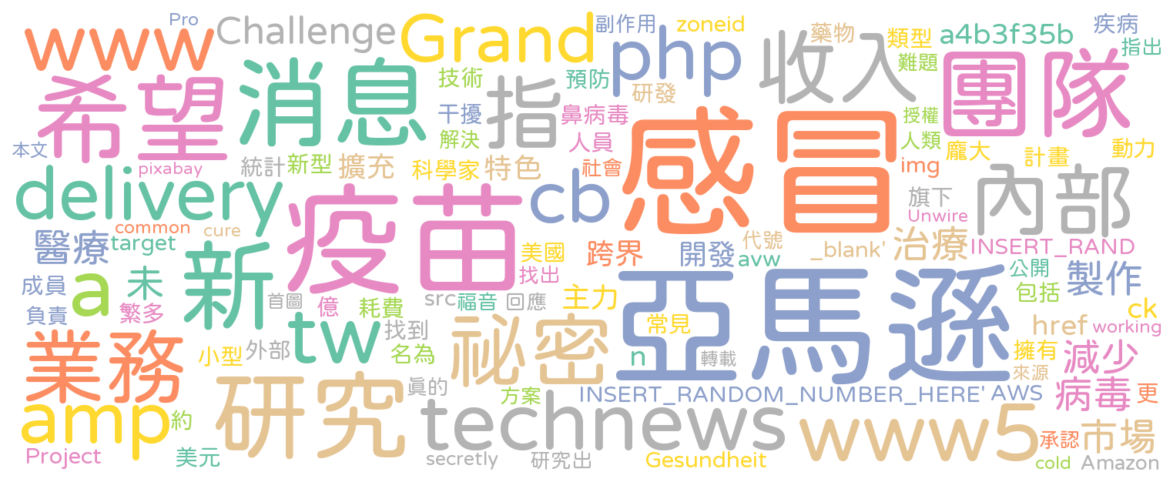 www Challenge Grand 副作用 zoneid 藥物 類型 a4b3f35b 疾病
Pro
希望 消息 技術 指 預防 php 收入 難題 團隊 指出
干擾 研發
解決 鼻病毒 感冒 授權
本文 pixabay 統計 新型 擴充 科學家 特色 人員 社會 人類 img 龐大 計畫 動力
delivery 疫苗 cb 旗下 內部
Unwire
common cure
醫療 target 新 美國 跨界 開發 代號 _blank' 治療 INSERT_RAND
找出 avw 公開
成員 a 未 首圖 億 耗費 src 福音 回應 主力 亞馬遜 包括 製作
負責 繁多 tw 找到 祕密 常見 href ck
working
業務 小型 外部 名為 n 轉載 擁有 減少
來源
研究 真的 方案 INSERT_RANDOM_NUMBER_HERE' AWS 病毒 更
amp 約 technews www5 承認 市場
Project 美元 secretly 研究出 Gesundheit cold Amazon